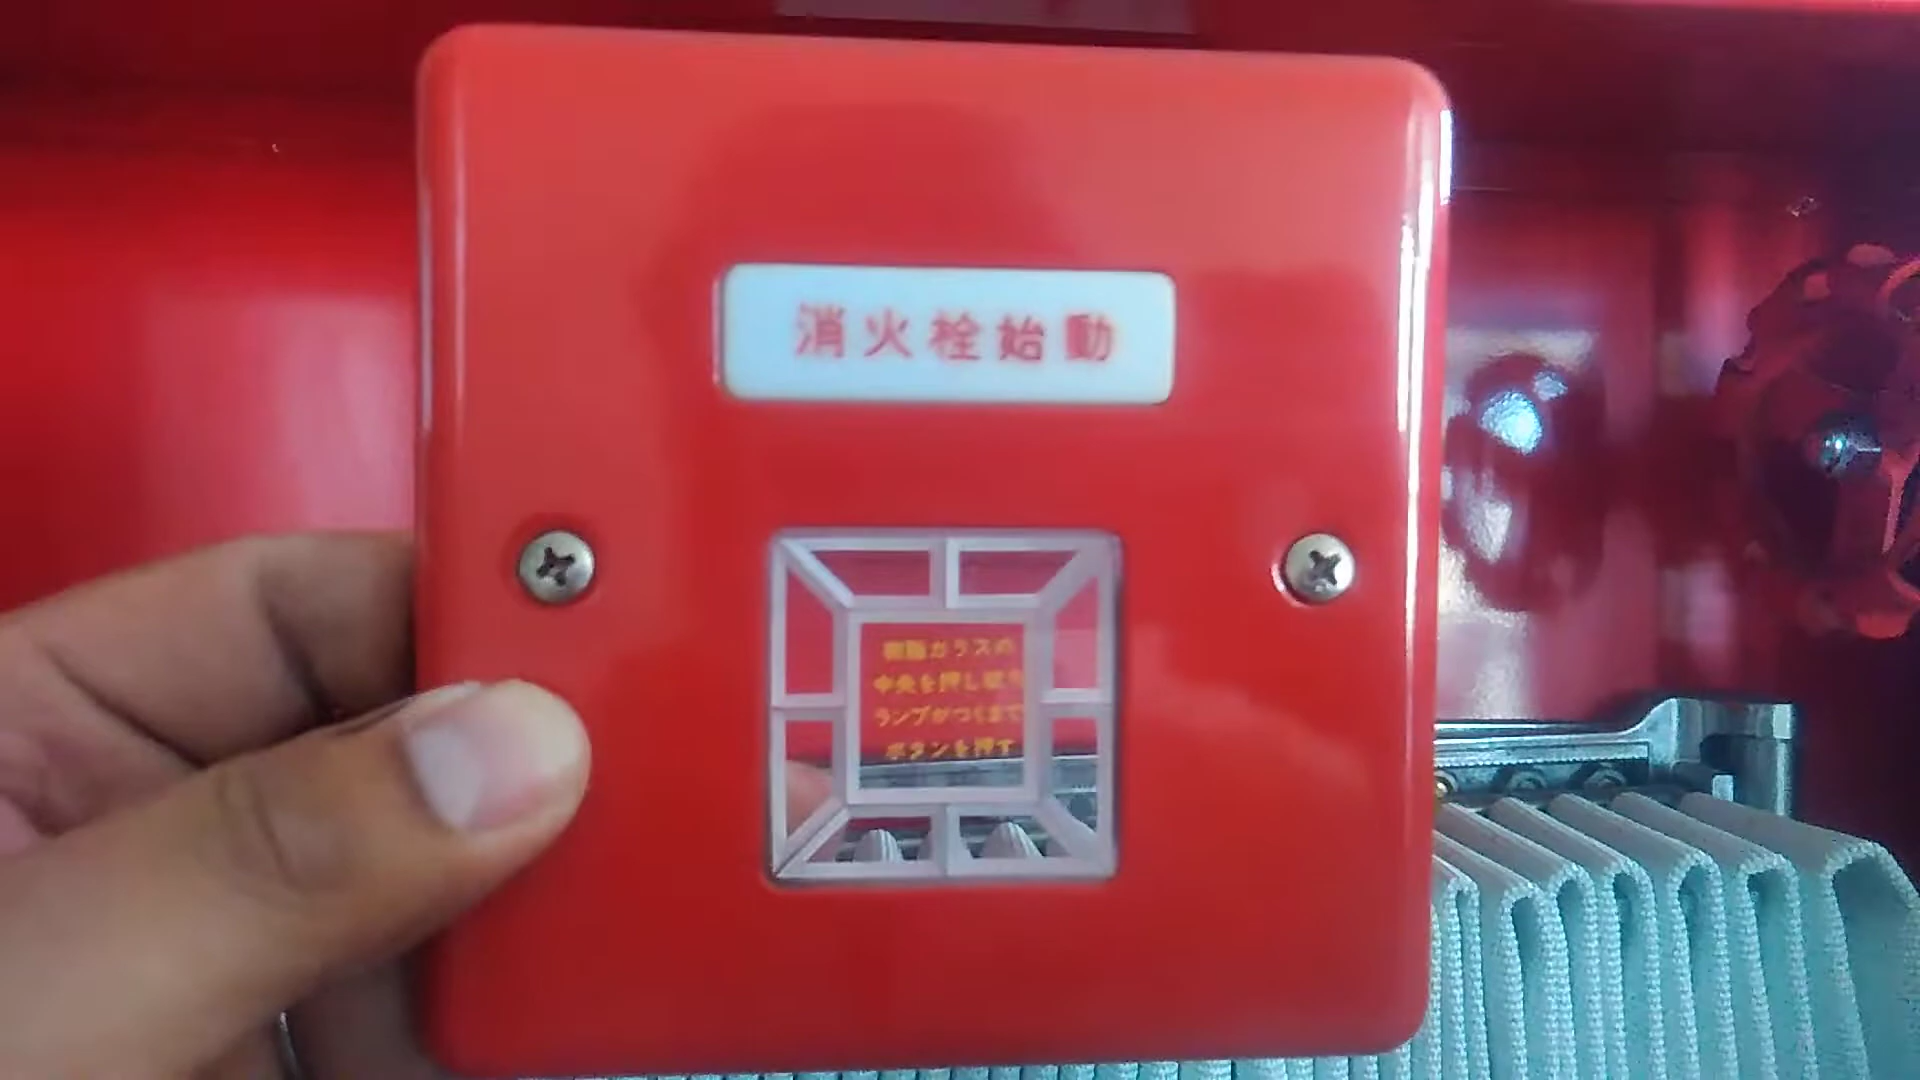 消火栓始動
樹脂ガラスの
中央を押し破り
ランプがつくまで
ボタンを押す